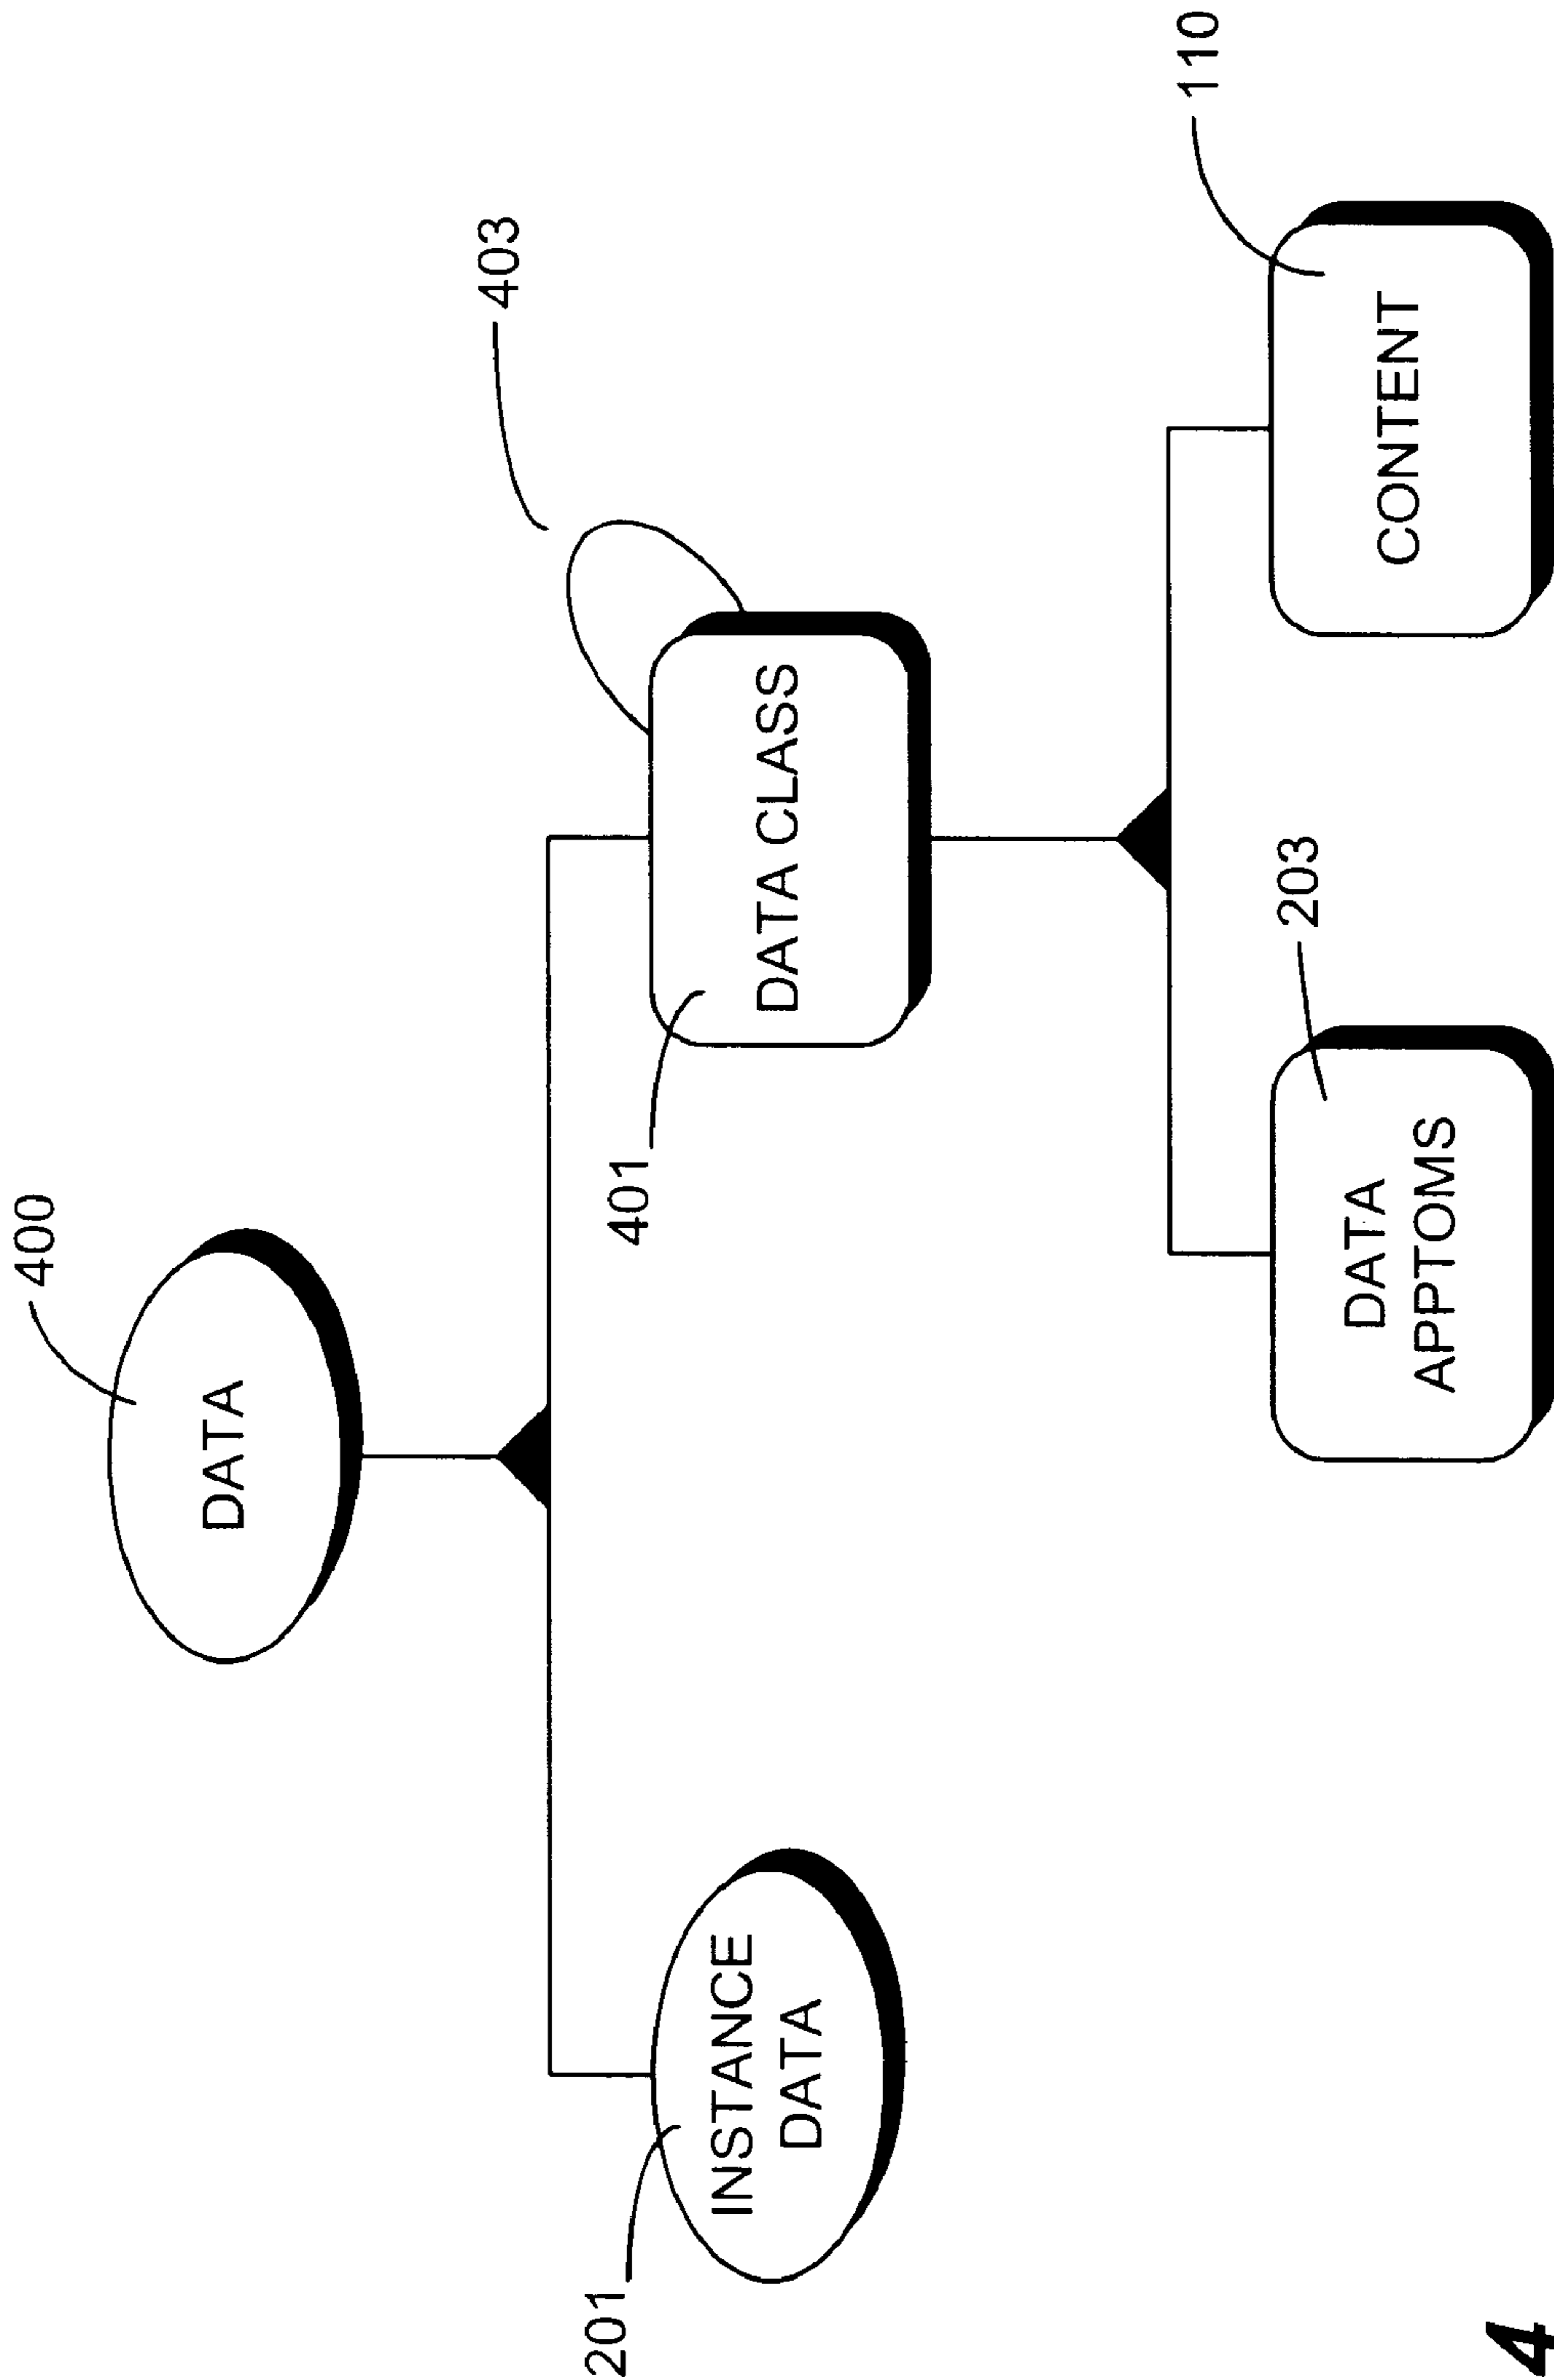 400
DATA
403
201
INSTANCE
DATA
401
DATA CLASS
110
203
DATA
APPTOMS
CONTENT
4